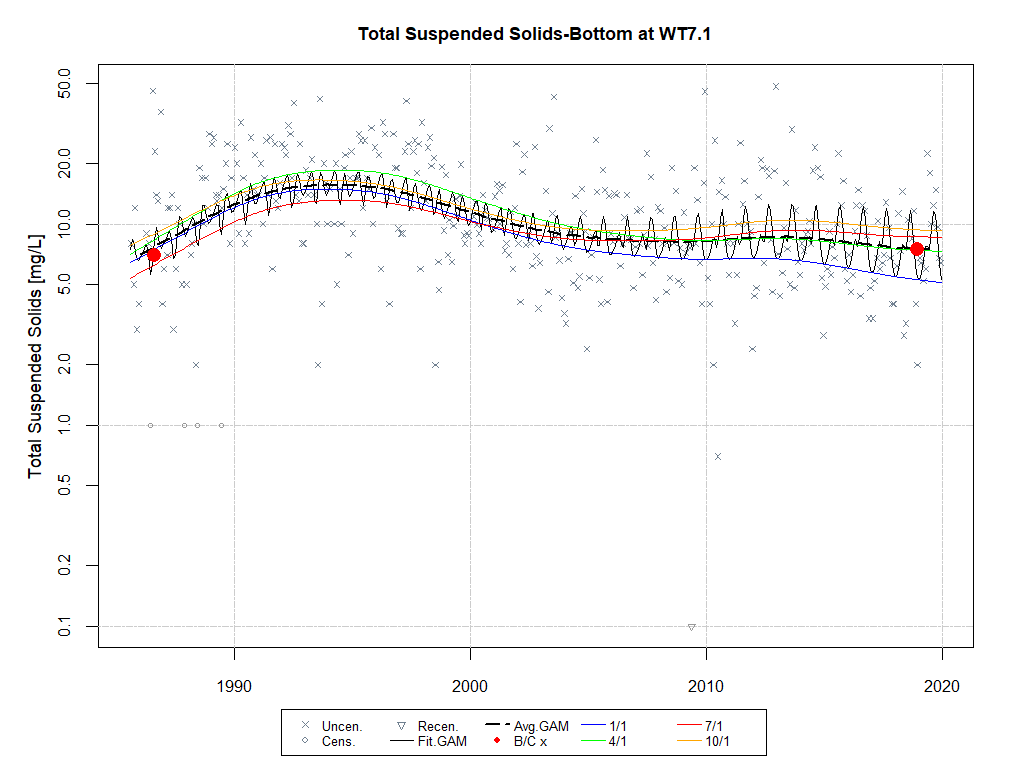 Total Suspended Solids-Bottom at WT7.1
Total Suspended Solids [mg/L]
50.0
20.0
10.0
5.0
2.0
1.0
0.5
0.2
0.1
1990 2000 2010 2020
Uncen. Recen. Avg.GAM 1/1 7/1
Cens. Fit.GAM B/C x 4/1 10/1